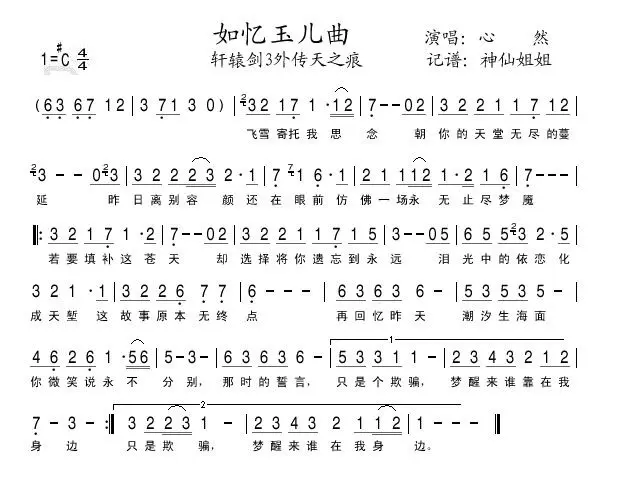 如忆玉儿曲
1=#C 4/4
轩辕剑3外传天之痕
演唱：心 然
记谱：神仙姐姐
(63 67 12 | 3 71 3 0) | 32 17 1 · 12 | 7 - - 02 | 3 2 2 1 1 7 12 |
飞雪 寄托 我 思 念 朝 你 的 天 堂 无 尽 的 蔓
3 - - 03 | 3 2 2 2 23 2 · 1 | 7 1 6 · 1 | 2 1 112 1 · 2 1 6 | 7 - - - |
延 昨 日 离 别 容 颜 还 在 眼 前 仿 佛 一 场永 无 止 尽 梦 魇
|: 3 2 1 7 1 · 2 | 7 - - 02 | 3 2 2 1 1 7 1 5 | 3 - - 05 | 6 5 53 2 · 5 |
若 要 填 补 这 苍 天 却 选 择 将 你 遗 忘 到 永 远 泪 光 中 的 依 恋 化
3 2 1 · 1 | 3 2 2 6 7 7 | 6 - - - | 6 3 6 3 6 - | 5 3 5 3 5 - |
成 天 堑 这 故 事 原 本 无 终 点 再 回 忆 昨 天 潮 汐 生 海 面
4 6 2 6 1 · 56 | 5 - 3 - | 6 3 6 3 6 - | 5 3 3 1 1 - | 2 3 4 3 2 1 2 |
1
你 微 笑 说 永 不 分 别， 那 时 的 誓 言， 只 是 个 欺 骗， 梦 醒 来 谁 靠 在 我
7 - 3 - :| 3 2 23 1 - | 2 3 4 3 2 112 | 1 - - - ||
2
身 边 只 是 欺 骗， 梦 醒 来 谁 在 我 身 边。